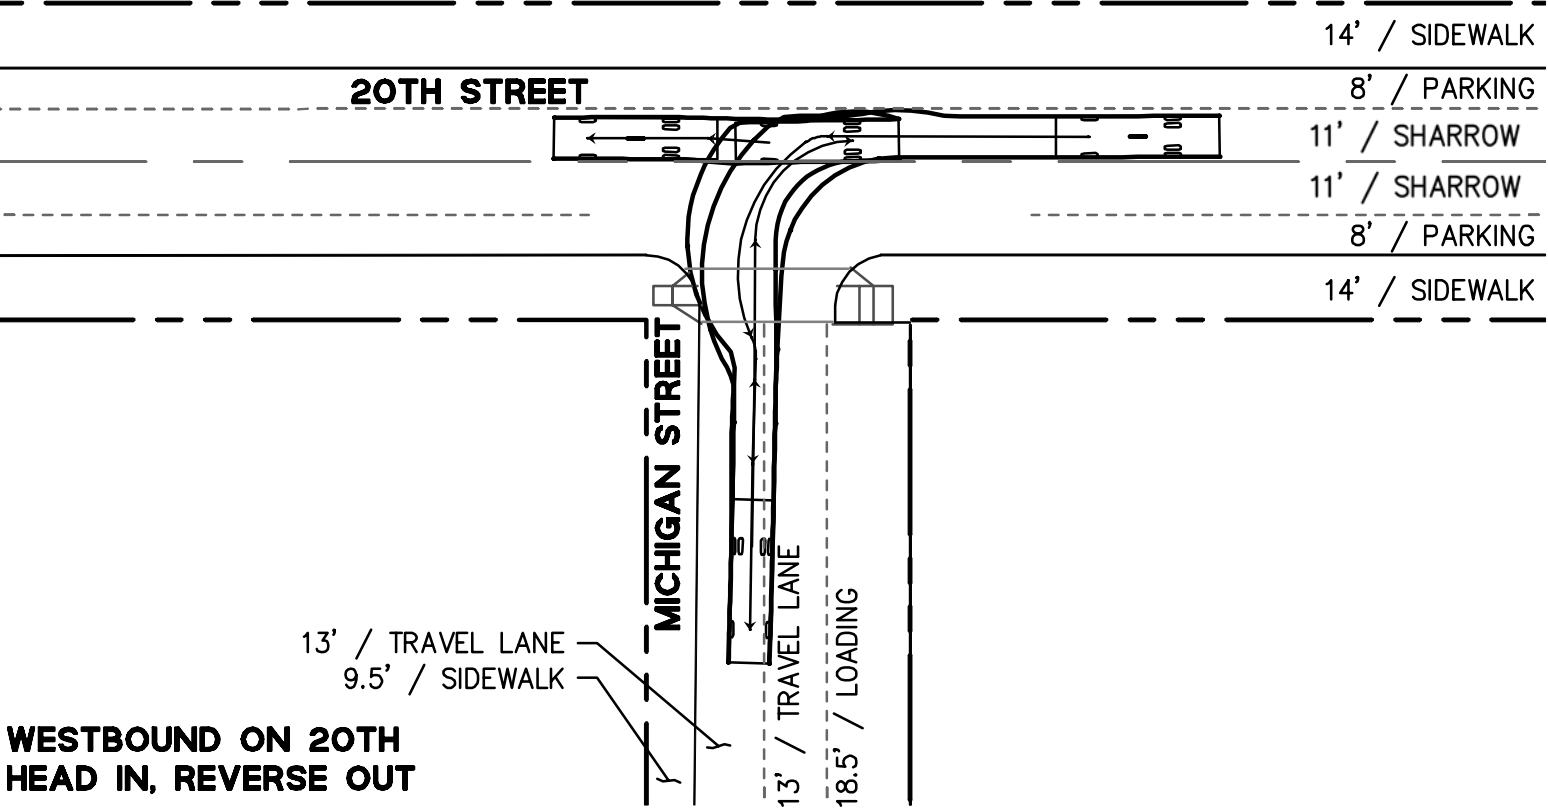 14' / SIDEWALK
20TH STREET
8' / PARKING
11' / SHARROW
11' / SHARROW
8' / PARKING
14' / SIDEWALK
MICHIGAN STREET
13' / TRAVEL LANE
9.5' / SIDEWALK
13' / TRAVEL LANE
18.5' / LOADING
WESTBOUND ON 20TH
HEAD IN, REVERSE OUT